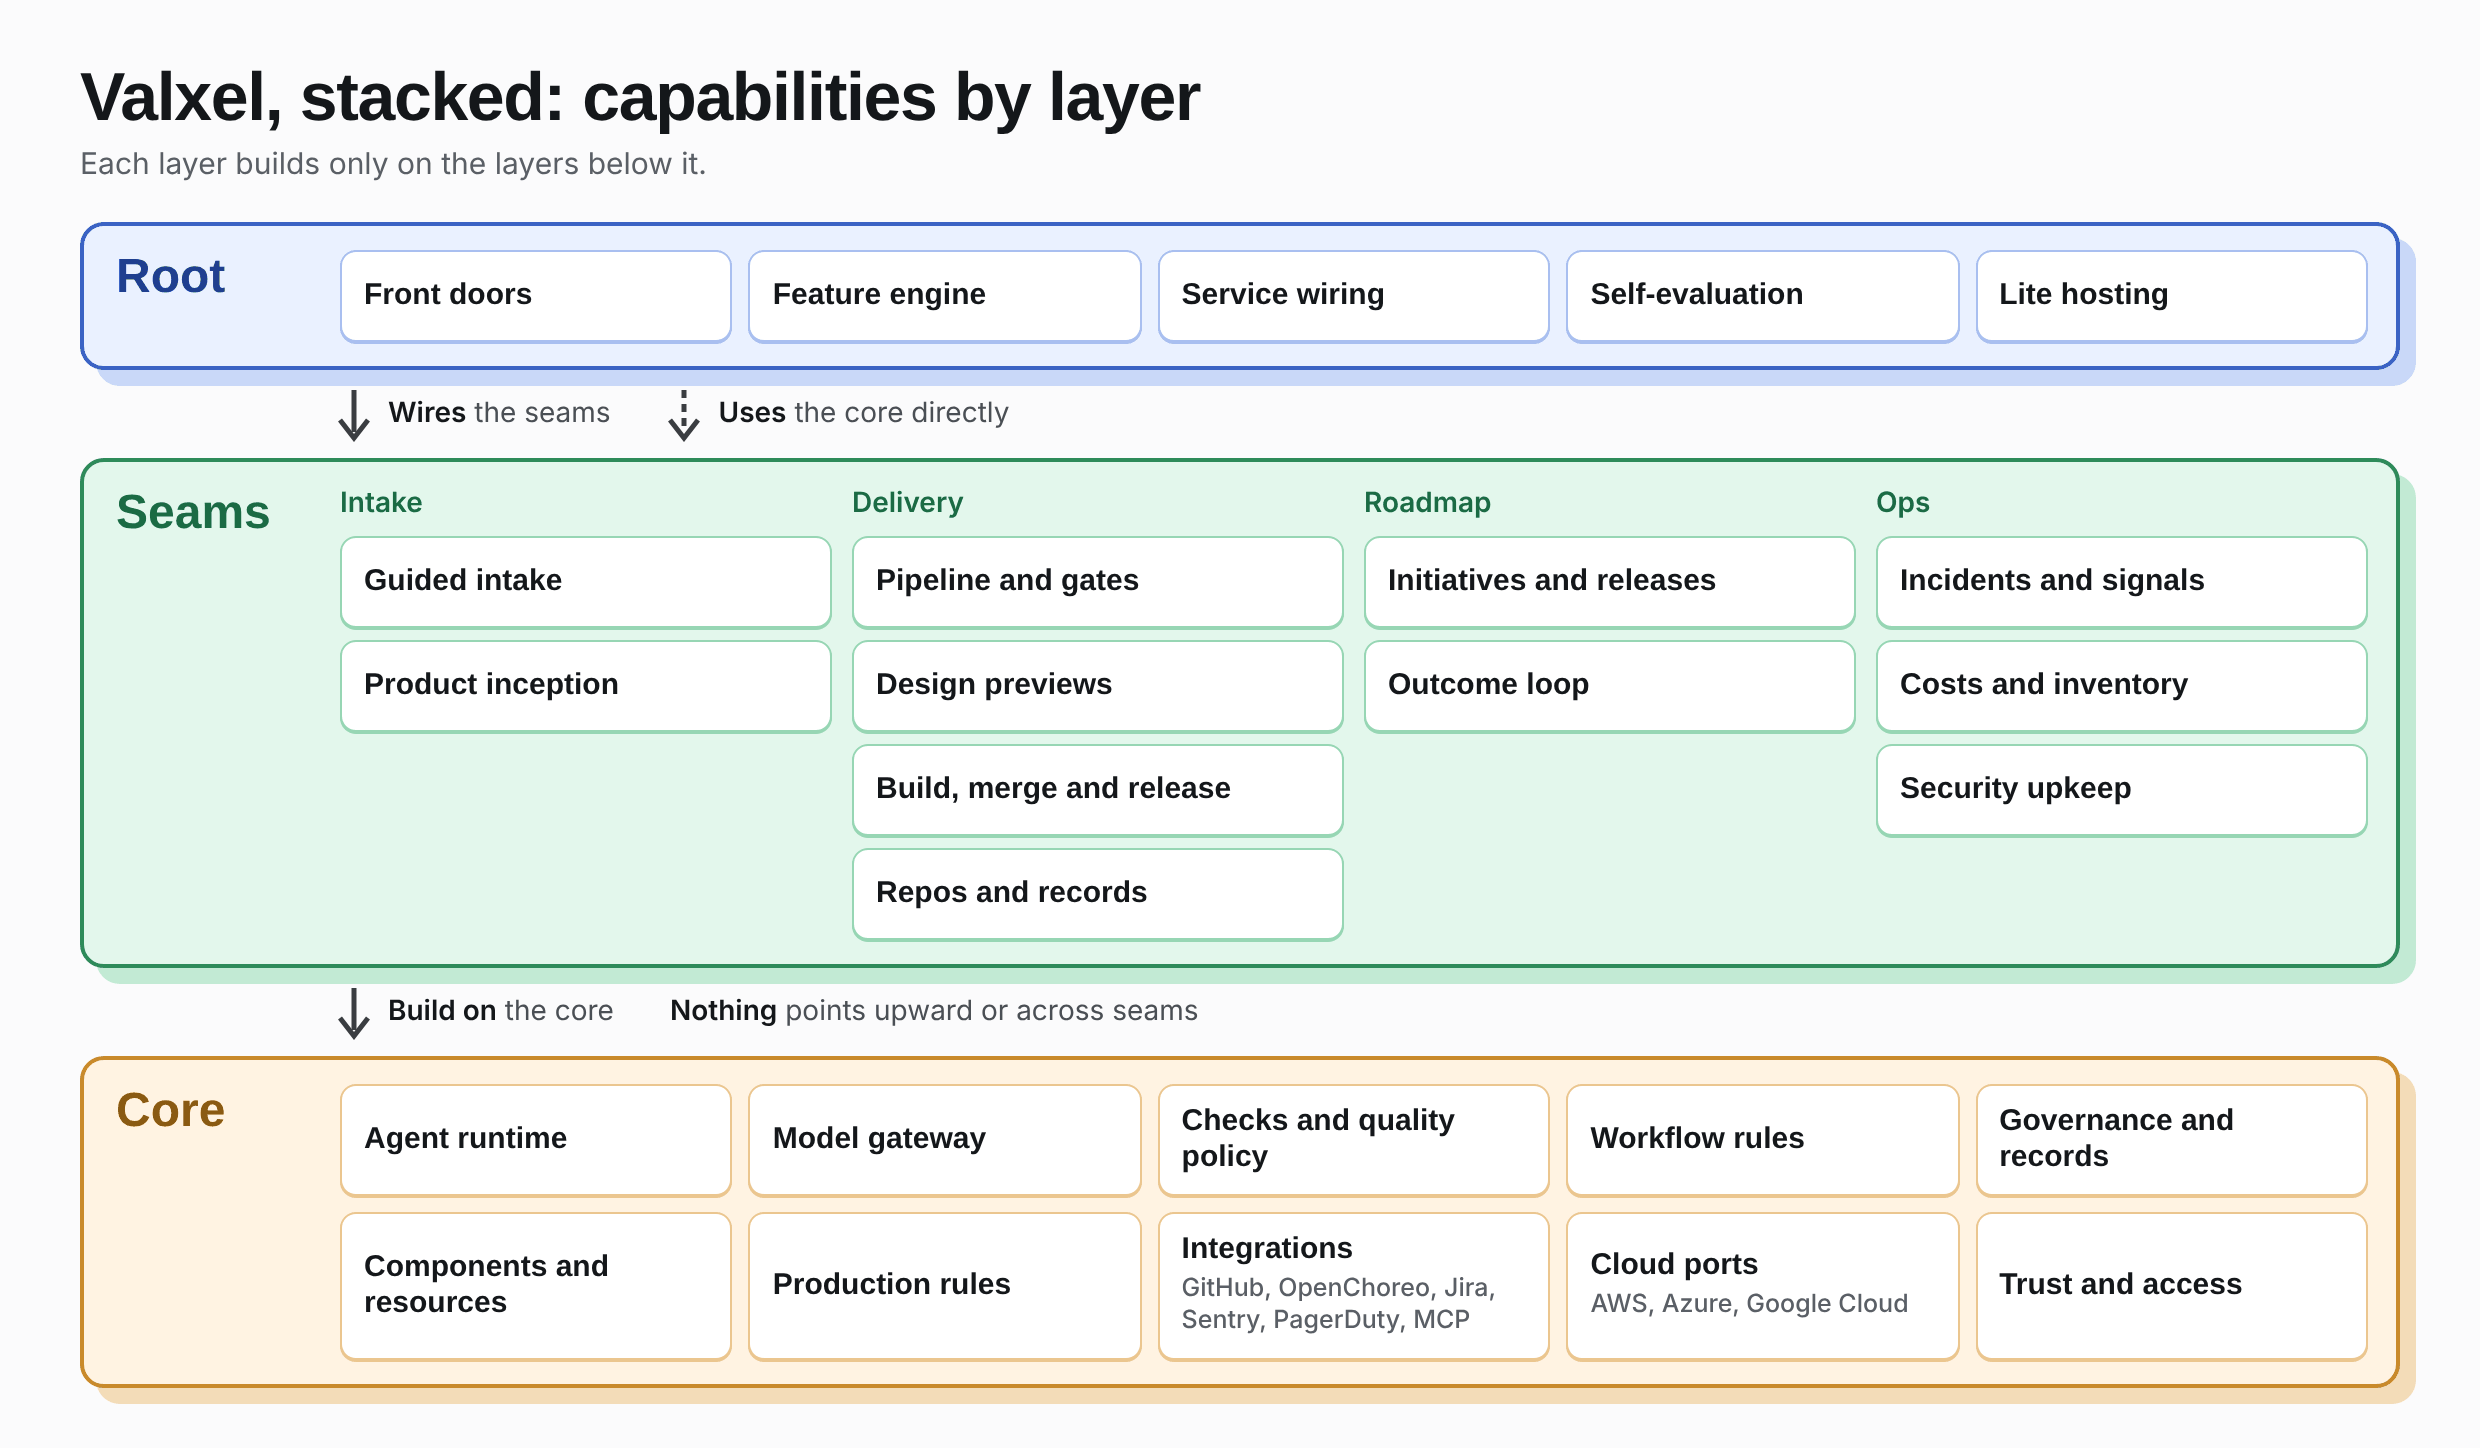 Valxel, stacked: capabilities by layer
Each layer builds only on the layers below it.
Root
Front doors
Feature engine
Service wiring
Self-evaluation
Lite hosting
Wires the seams
Uses the core directly
Seams
Intake
Guided intake
Product inception
Delivery
Pipeline and gates
Design previews
Build, merge and release
Repos and records
Roadmap
Initiatives and releases
Outcome loop
Ops
Incidents and signals
Costs and inventory
Security upkeep
Build on the core
Nothing points upward or across seams
Core
Agent runtime
Model gateway
Checks and quality
policy
Workflow rules
Governance and
records
Components and
resources
Production rules
Integrations
GitHub, OpenChoreo, Jira,
Sentry, PagerDuty, MCP
Cloud ports
AWS, Azure, Google Cloud
Trust and access